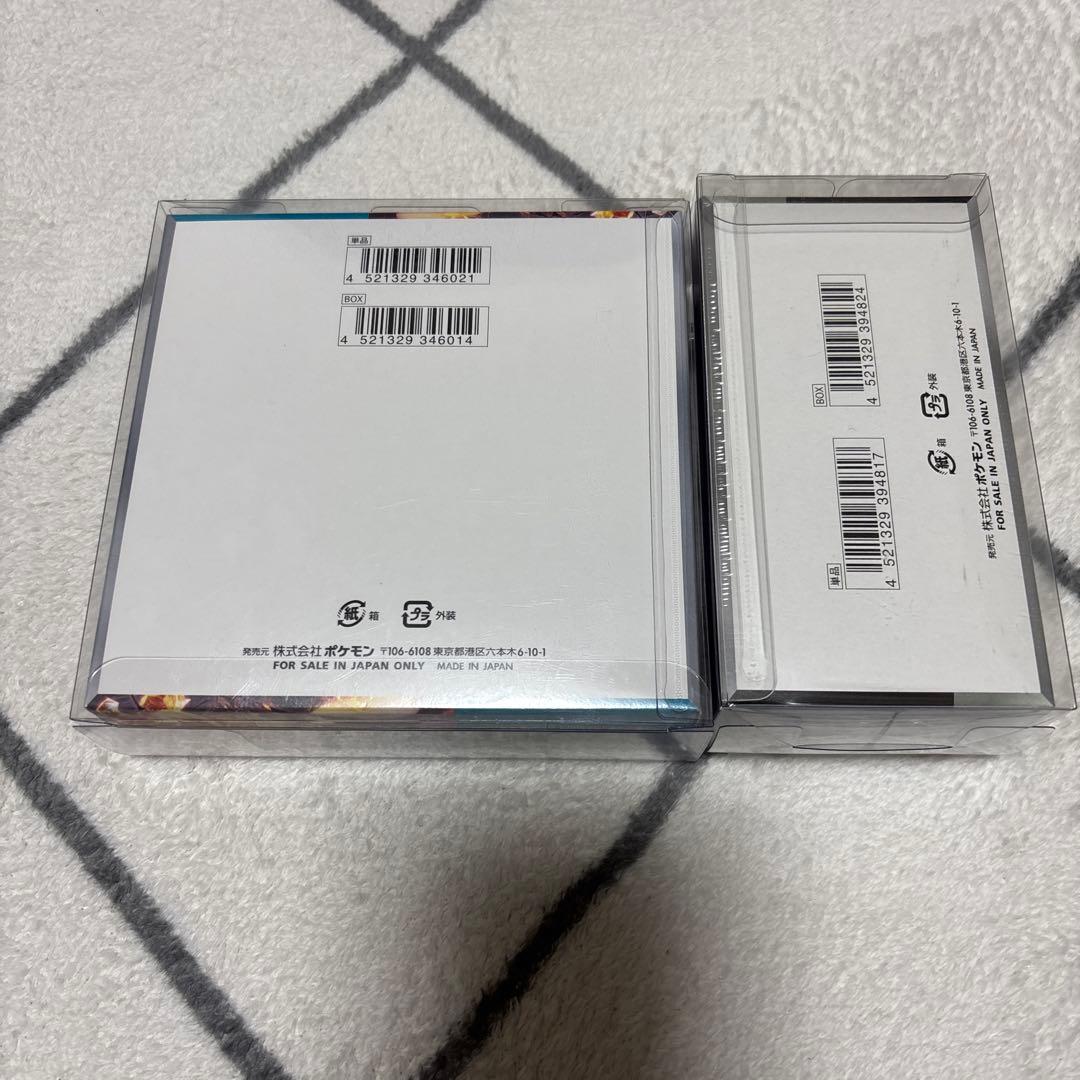 単品
4 521329 346021
BOX
4 521329 346014
紙 箱 プラ 外装
発売元 株式会社ポケモン 〒106-6108 東京都港区六本木6-10-1
FOR SALE IN JAPAN ONLY MADE IN JAPAN
BOX
4 521329 394824
単品
4 521329 394817
紙 箱 プラ 外装
発売元 株式会社ポケモン 〒106-6108 東京都港区六本木6-10-1
FOR SALE IN JAPAN ONLY MADE IN JAPAN